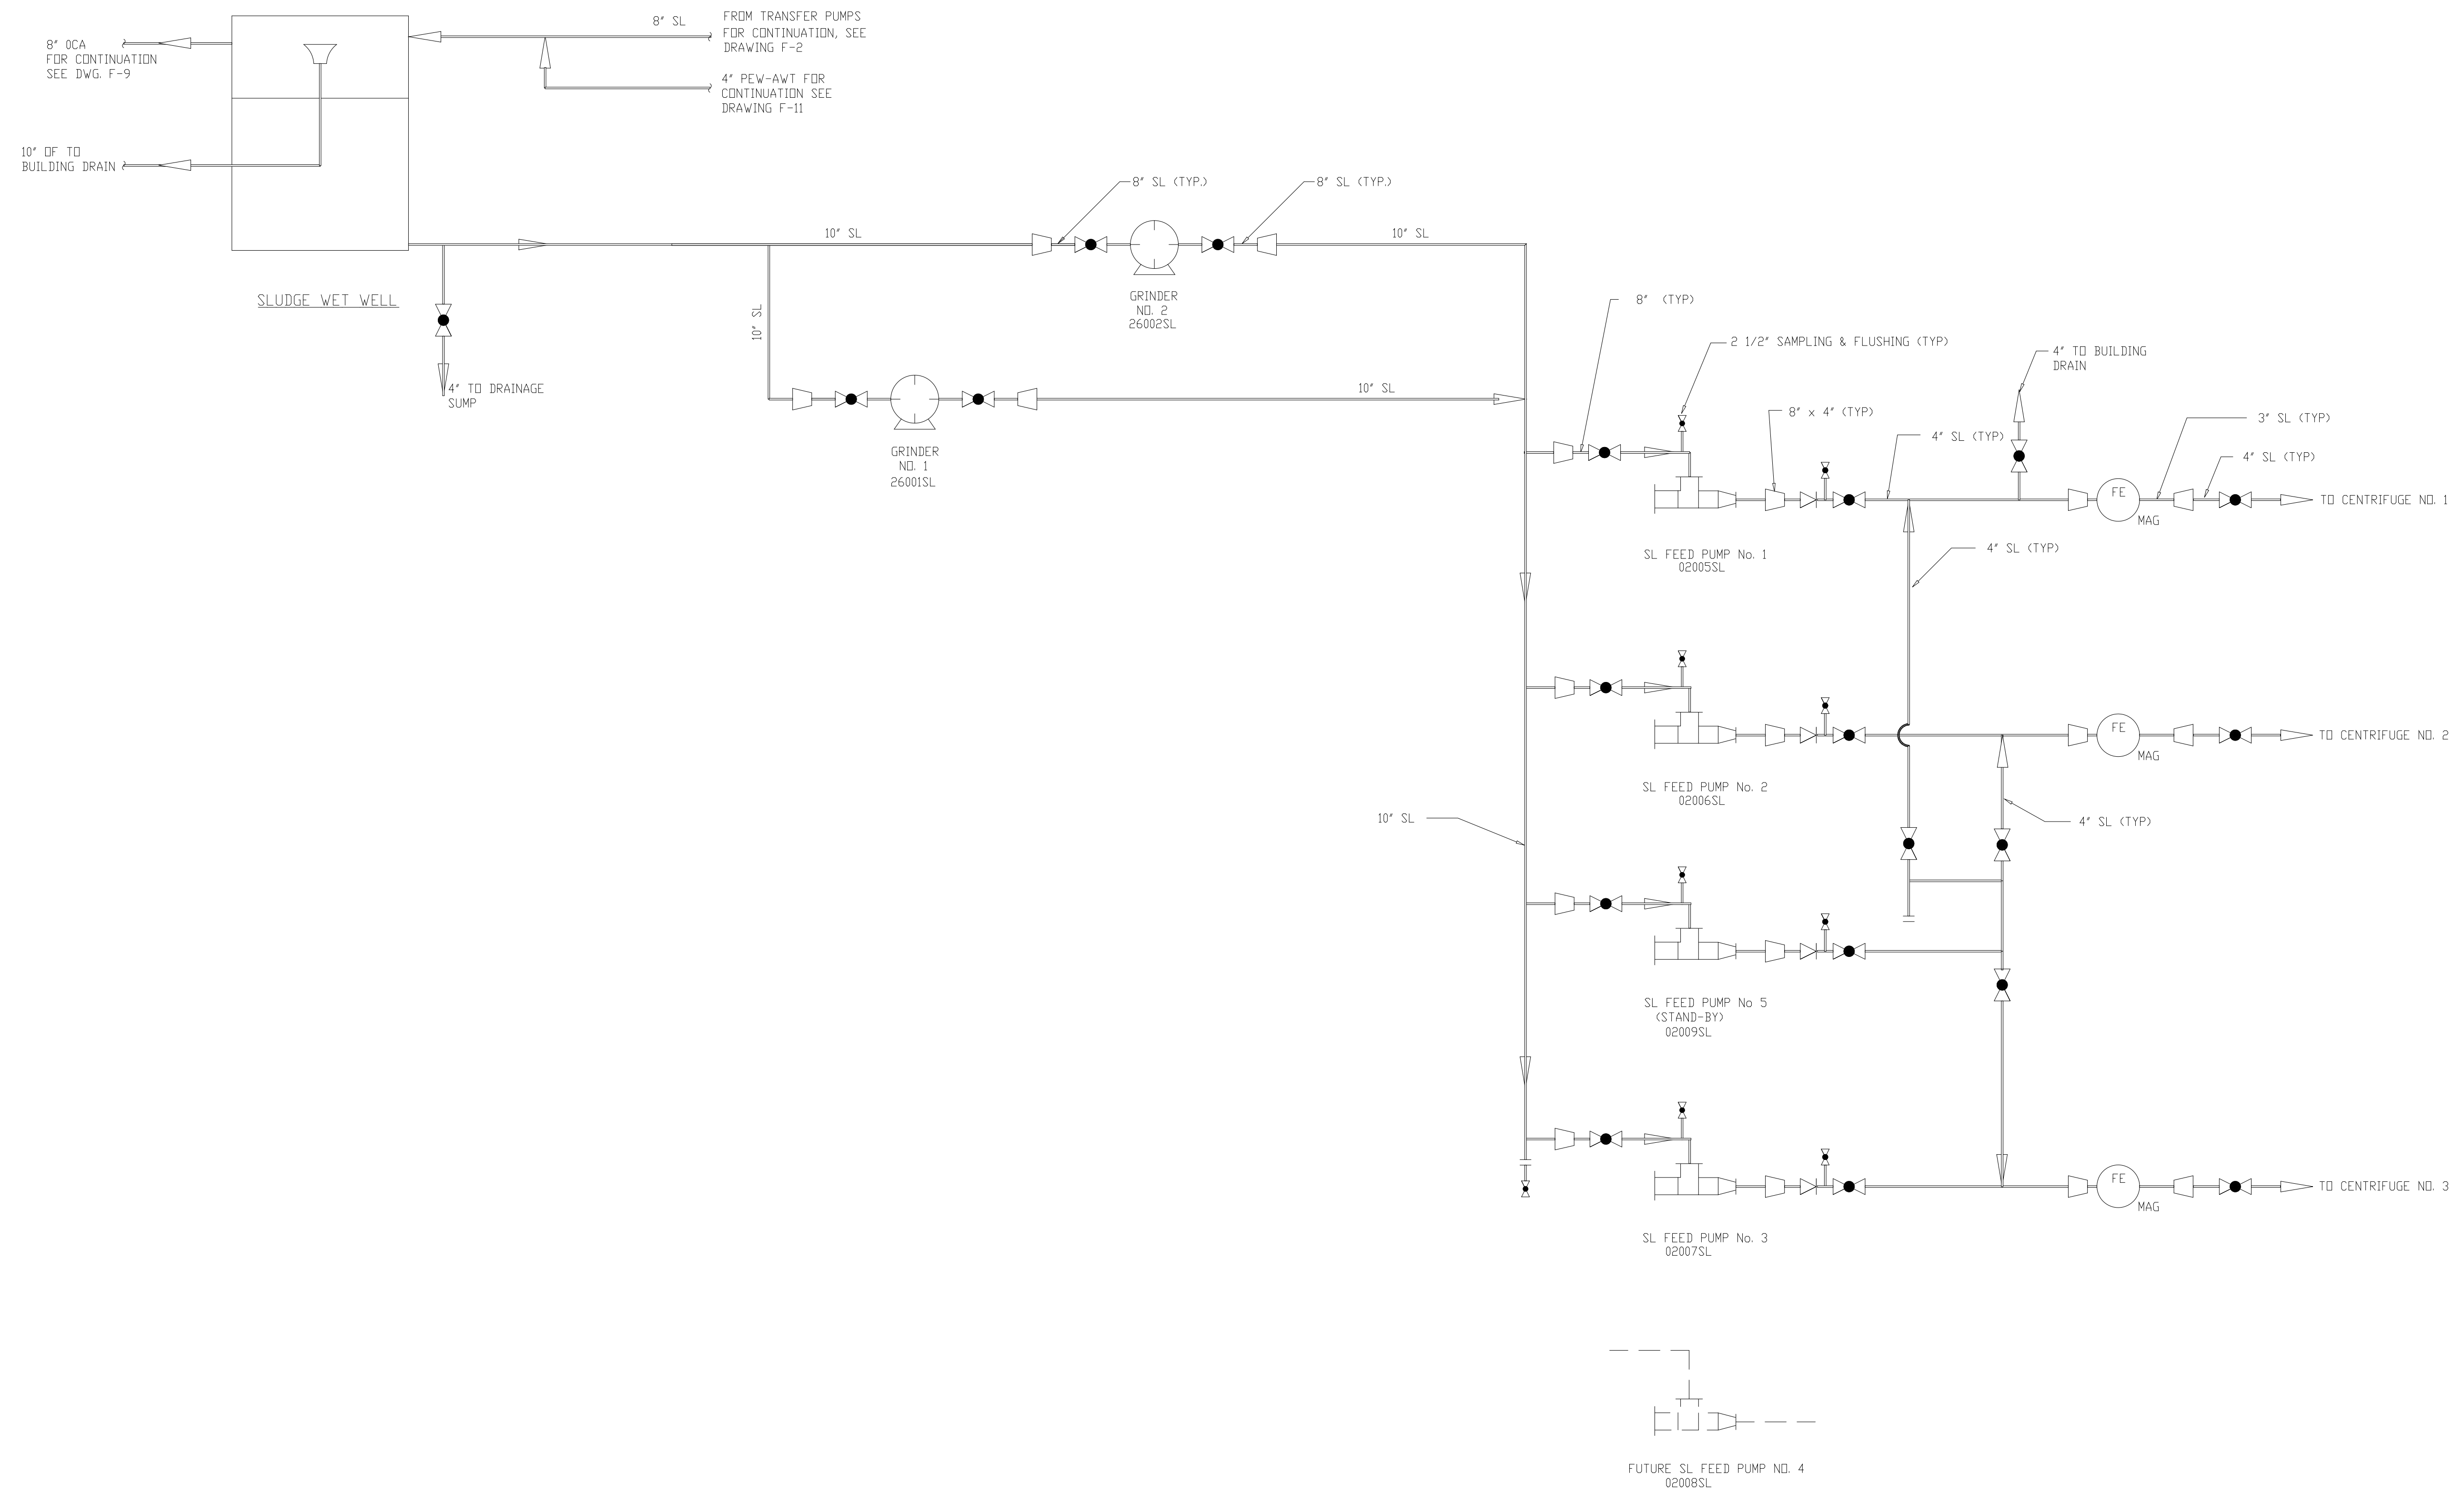 8" OCA
FOR CONTINUATION
SEE DWG. F-9
8" SL
FROM TRANSFER PUMPS
FOR CONTINUATION, SEE
DRAWING F-2
4" PEW-AWT FOR
CONTINUATION SEE
DRAWING F-11
10" OF TO
BUILDING DRAIN
SLUDGE WET WELL
4" TO DRAINAGE
SUMP
10" SL
10" SL
8" SL (TYP.)
8" SL (TYP.)
10" SL
GRINDER
NO. 2
26002SL
10" SL
GRINDER
NO. 1
26001SL
8" (TYP)
2 1/2" SAMPLING & FLUSHING (TYP)
8" x 4" (TYP)
4" SL (TYP)
4" TO BUILDING
DRAIN
3" SL (TYP)
4" SL (TYP)
FE
MAG
TO CENTRIFUGE NO. 1
SL FEED PUMP No. 1
02005SL
4" SL (TYP)
FE
MAG
TO CENTRIFUGE NO. 2
SL FEED PUMP No. 2
02006SL
10" SL
4" SL (TYP)
SL FEED PUMP No 5
(STAND-BY)
02009SL
FE
MAG
TO CENTRIFUGE NO. 3
SL FEED PUMP No. 3
02007SL
FUTURE SL FEED PUMP NO. 4
02008SL